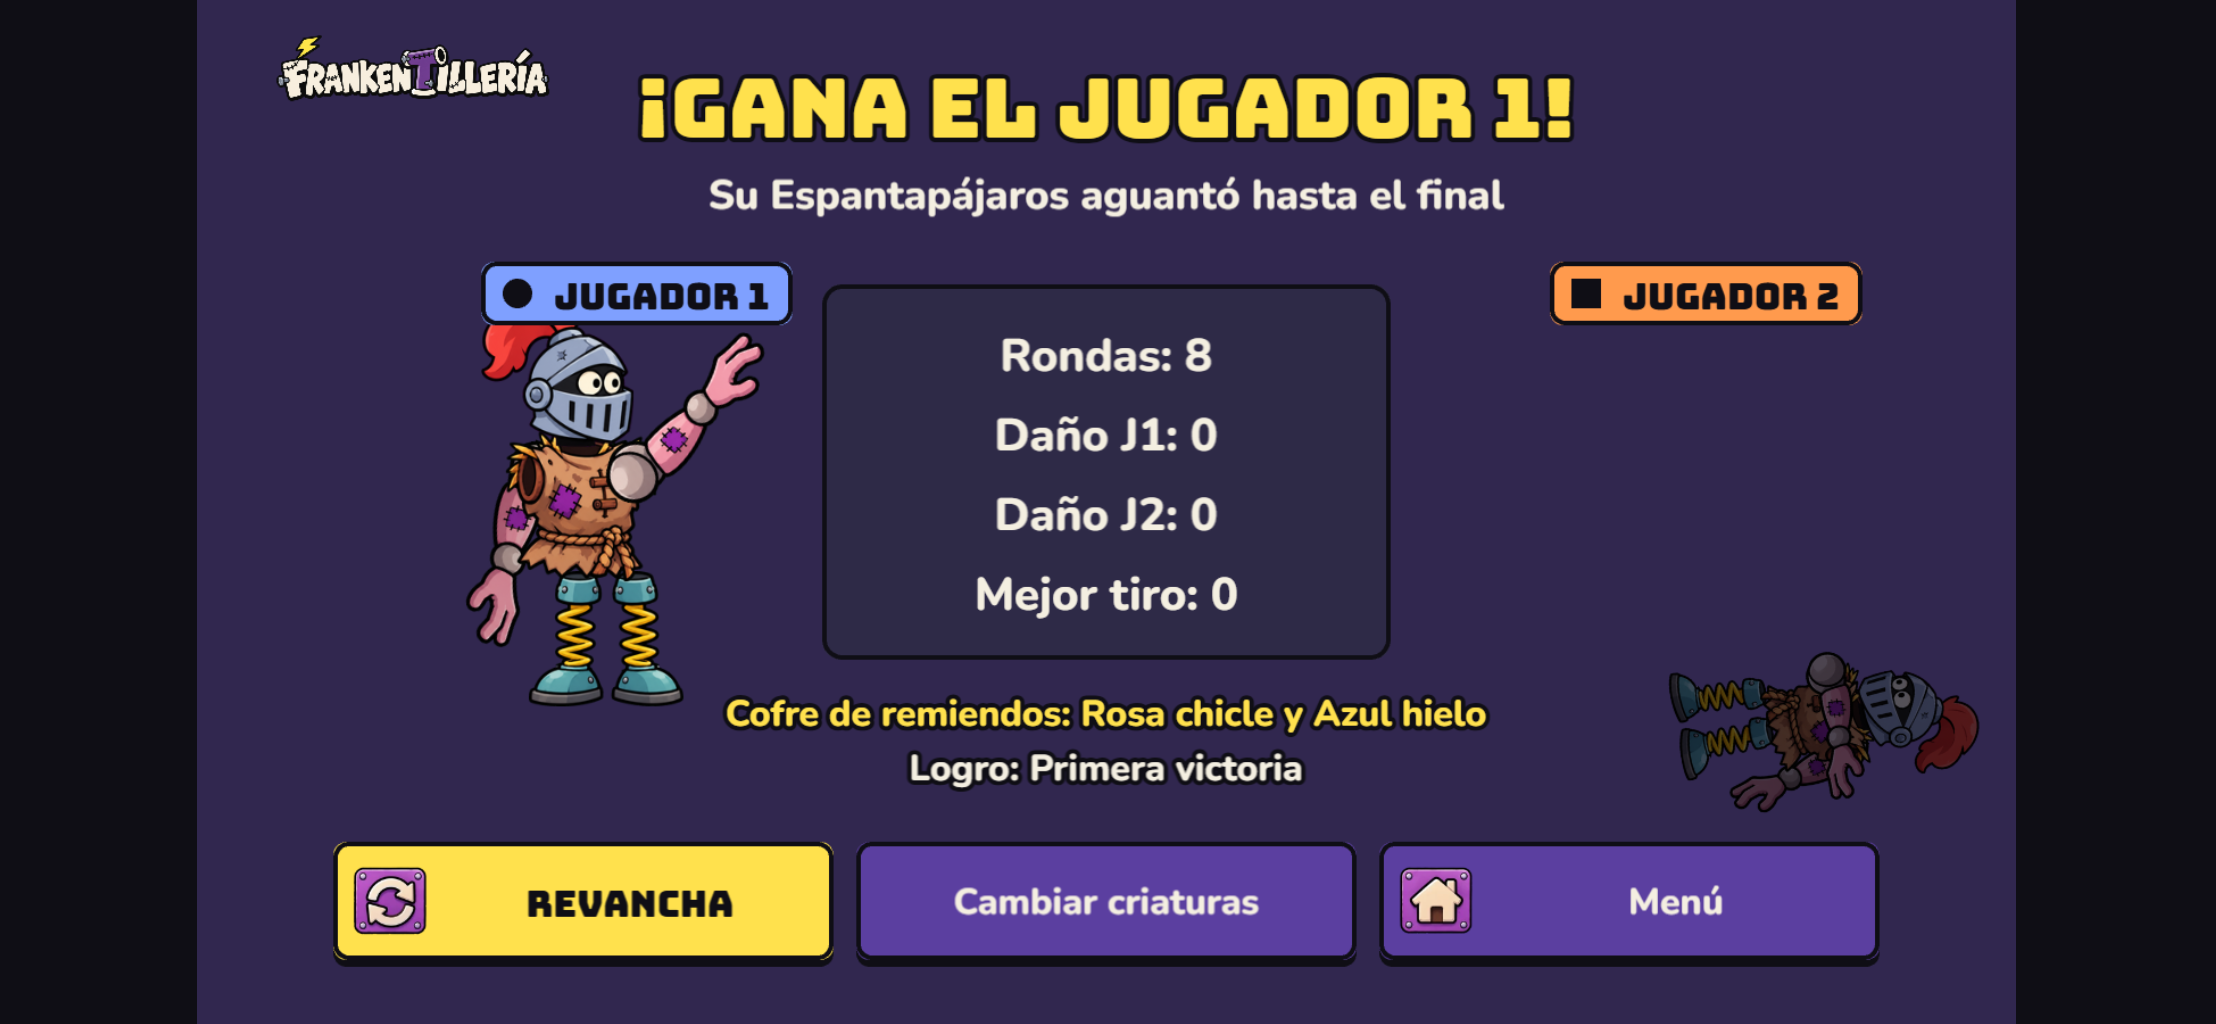 FRANKENTILLERÍA
¡GANA EL JUGADOR 1!
Su Espantapájaros aguantó hasta el final
JUGADOR 1
JUGADOR 2
Rondas: 8
Daño J1: 0
Daño J2: 0
Mejor tiro: 0
Cofre de remiendos: Rosa chicle y Azul hielo
Logro: Primera victoria
REVANCHA
Cambiar criaturas
Menú